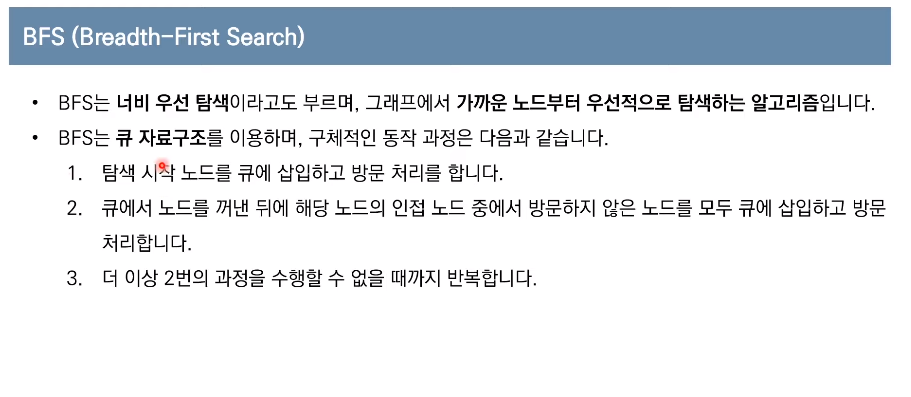 BFS (Breadth-First Search)
• BFS는 너비 우선 탐색이라고도 부르며, 그래프에서 가까운 노드부터 우선적으로 탐색하는 알고리즘입니다.
• BFS는 큐 자료구조를 이용하며, 구체적인 동작 과정은 다음과 같습니다.
1. 탐색 시작 노드를 큐에 삽입하고 방문 처리를 합니다.
2. 큐에서 노드를 꺼낸 뒤에 해당 노드의 인접 노드 중에서 방문하지 않은 노드를 모두 큐에 삽입하고 방문
처리합니다.
3. 더 이상 2번의 과정을 수행할 수 없을 때까지 반복합니다.